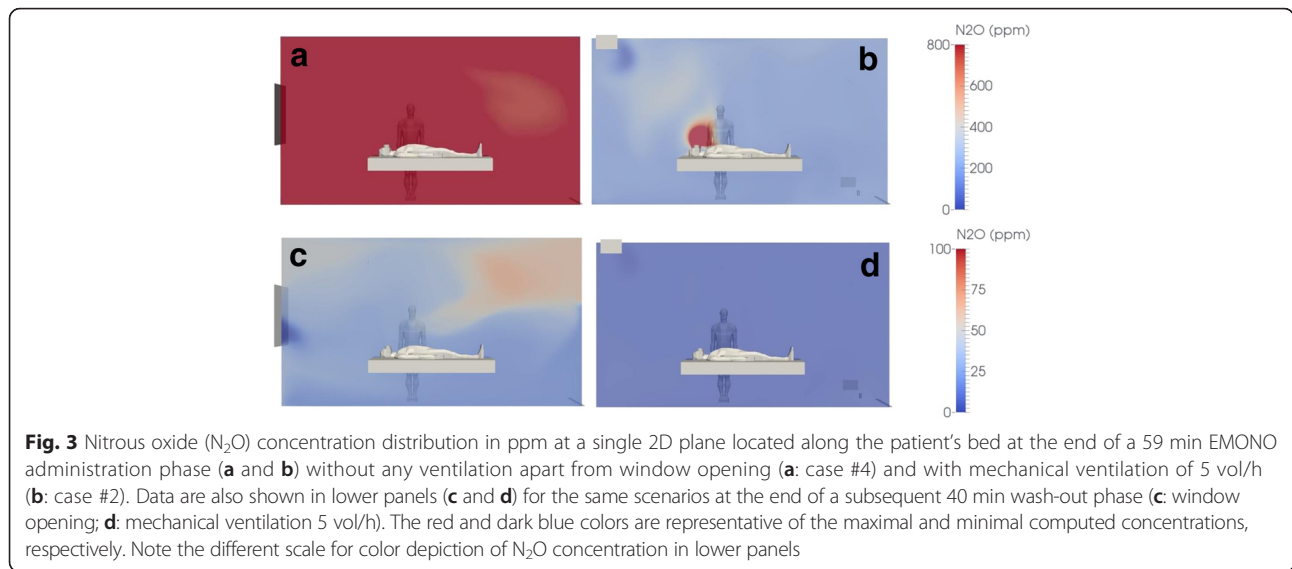 a
b
N2O (ppm)
800
600
400
200
0
c
d
N2O (ppm)
100
75
50
25
0
Fig. 3 Nitrous oxide (N₂O) concentration distribution in ppm at a single 2D plane located along the patient's bed at the end of a 59 min EMONO
administration phase (a and b) without any ventilation apart from window opening (a: case #4) and with mechanical ventilation of 5 vol/h
(b: case #2). Data are also shown in lower panels (c and d) for the same scenarios at the end of a subsequent 40 min wash-out phase (c: window
opening; d: mechanical ventilation 5 vol/h). The red and dark blue colors are representative of the maximal and minimal computed concentrations,
respectively. Note the different scale for color depiction of N₂O concentration in lower panels